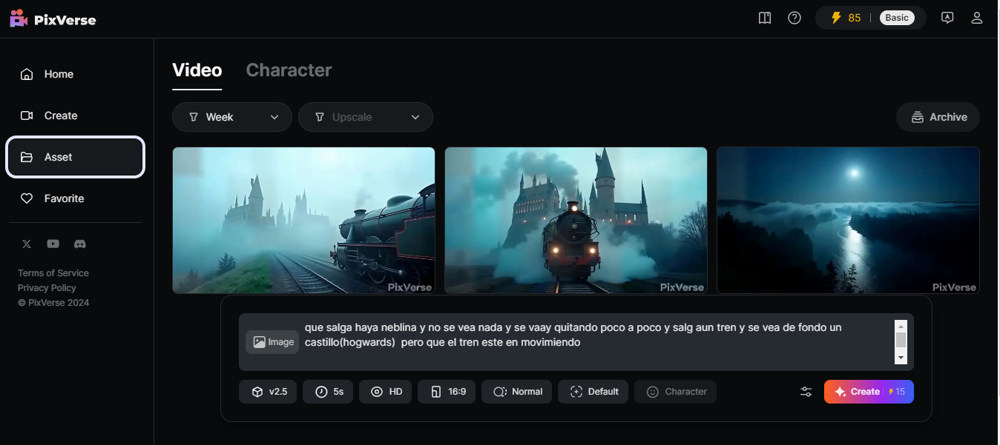 PixVerse
85
Basic
Home
Create
Asset
Favorite
Terms of Service
Privacy Policy
© PixVerse 2024
Video Character
Week
Upscale
Archive
PixVerse
PixVerse
PixVerse
Image
que salga haya neblina y no se vea nada y se vaay quitando poco a poco y salg aun tren y se vea de fondo un
castillo(hogwards)  pero que el tren este en movimiendo
v2.5 5s HD 16:9 Normal Default Character Create 15